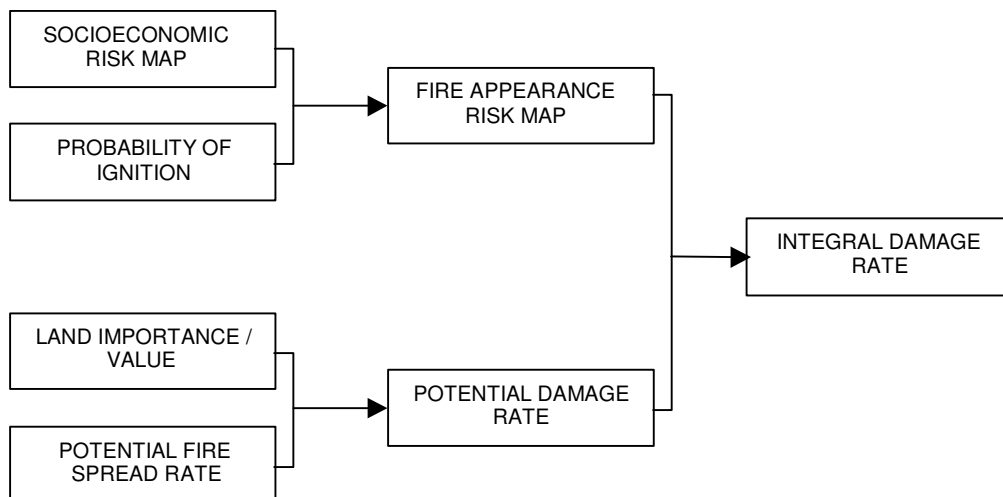 SOCIOECONOMIC
RISK MAP
PROBABILITY OF
IGNITION
FIRE APPEARANCE
RISK MAP
INTEGRAL DAMAGE
RATE
LAND IMPORTANCE /
VALUE
POTENTIAL FIRE
SPREAD RATE
POTENTIAL DAMAGE
RATE